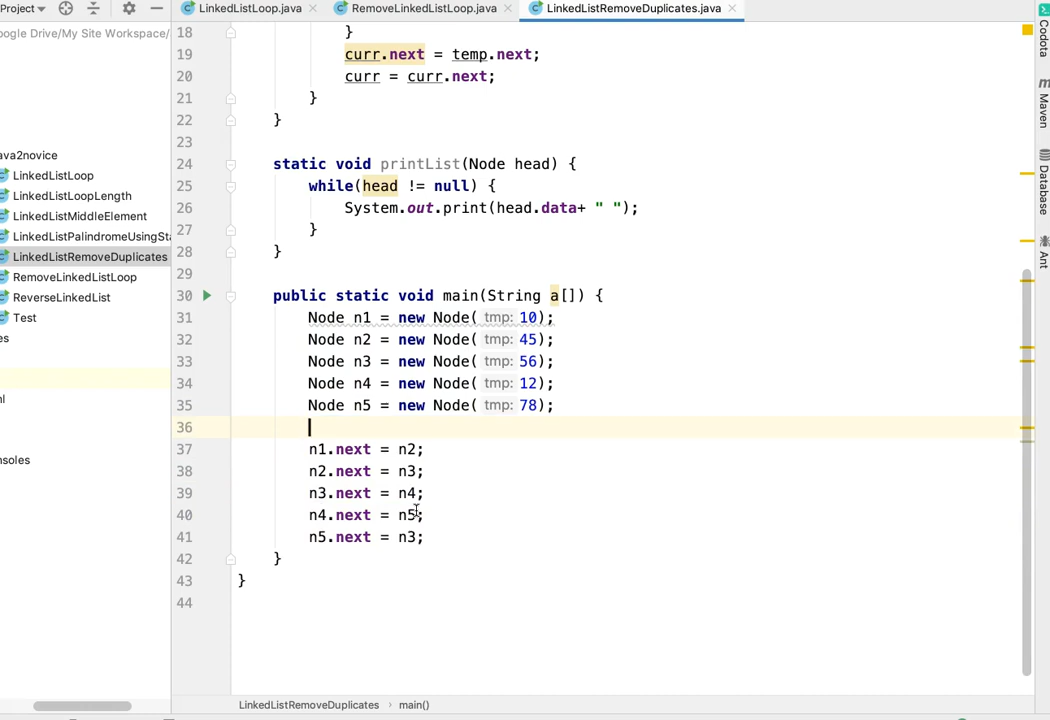 Project
LinkedListLoop.java
RemoveLinkedListLoop.java
LinkedListRemoveDuplicates.java
oogle Drive/My Site Workspace/
ava2novice
LinkedListLoop
LinkedListLoopLength
LinkedListMiddleElement
LinkedListPalindromeUsingSta
LinkedListRemoveDuplicates
RemoveLinkedListLoop
ReverseLinkedList
Test
es
nl
nsoles
18 }
19 curr.next = temp.next;
20 curr = curr.next;
21 }
22 }
23
24 static void printList(Node head) {
25 while(head != null) {
26 System.out.print(head.data+ " ");
27 }
28 }
29
30 public static void main(String a[]) {
31 Node n1 = new Node( tmp: 10);
32 Node n2 = new Node( tmp: 45);
33 Node n3 = new Node( tmp: 56);
34 Node n4 = new Node( tmp: 12);
35 Node n5 = new Node( tmp: 78);
36
37 n1.next = n2;
38 n2.next = n3;
39 n3.next = n4;
40 n4.next = n5;
41 n5.next = n3;
42 }
43 }
44
Codota
Maven
Database
Ant
LinkedListRemoveDuplicates › main()